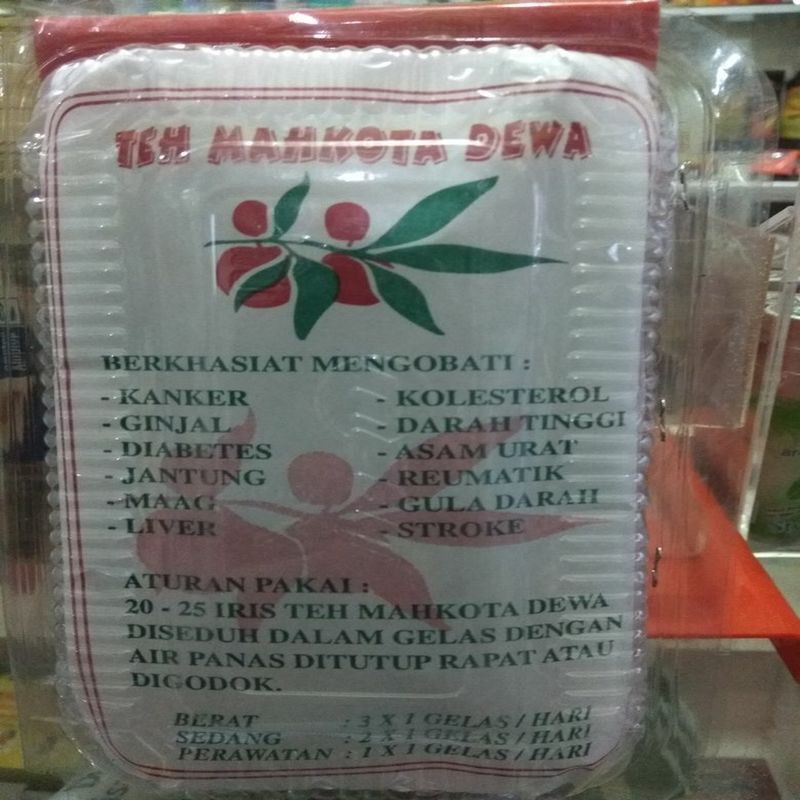 TEH MAHKOTA DEWA
BERKHASIAT MENGOBATI :
- KANKER
- GINJAL
- DIABETES
- JANTUNG
- MAAG
- LIVER
- KOLESTEROL
- DARAH TINGGI
- ASAM URAT
- REUMATIK
- GULA DARAH
- STROKE
ATURAN PAKAI :
20 - 25 IRIS TEH MAHKOTA DEWA
DISEDUH DALAM GELAS DENGAN
AIR PANAS DITUTUP RAPAT ATAU
DIGODOK.
BERAT : 3 X 1 GELAS / HARI
SEDANG : 2 X 1 GELAS / HARI
PERAWATAN : 1 X 1 GELAS / HARI